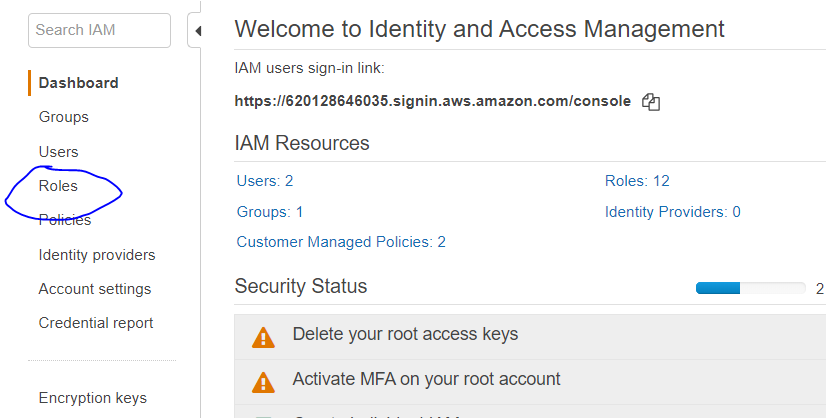 Search IAM
Dashboard
Groups
Users
Roles
Policies
Identity providers
Account settings
Credential report
Encryption keys
Welcome to Identity and Access Management
IAM users sign-in link:
https://620128646035.signin.aws.amazon.com/console
IAM Resources
Users: 2
Roles: 12
Groups: 1
Identity Providers: 0
Customer Managed Policies: 2
Security Status
2
Delete your root access keys
Activate MFA on your root account